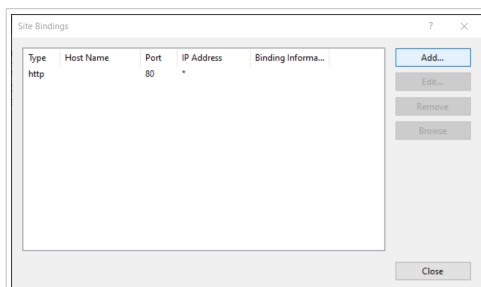 Site Bindings
? ×
Type Host Name Port IP Address Binding Informa...
http 80 *
Add...
Edit...
Remove
Browse
Close